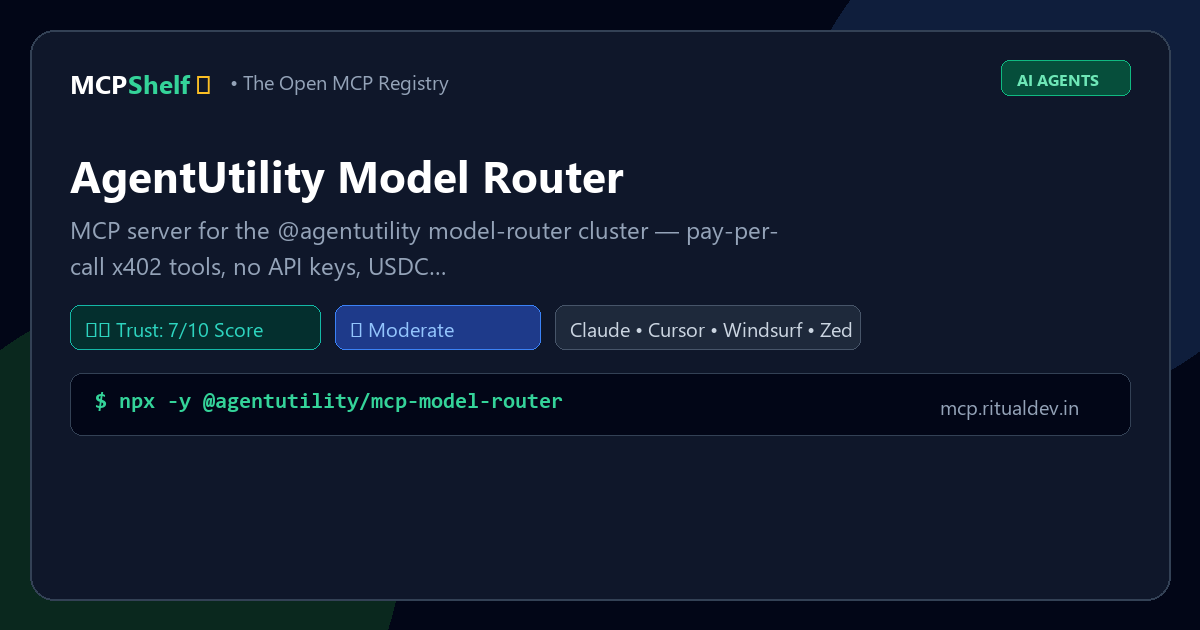 MCPShelf • The Open MCP Registry
AI AGENTS
AgentUtility Model Router
MCP server for the @agentutility model-router cluster — pay-per-
call x402 tools, no API keys, USDC...
Trust: 7/10 Score
Moderate
Claude • Cursor • Windsurf • Zed
$ npx -y @agentutility/mcp-model-router
mcp.ritualdev.in